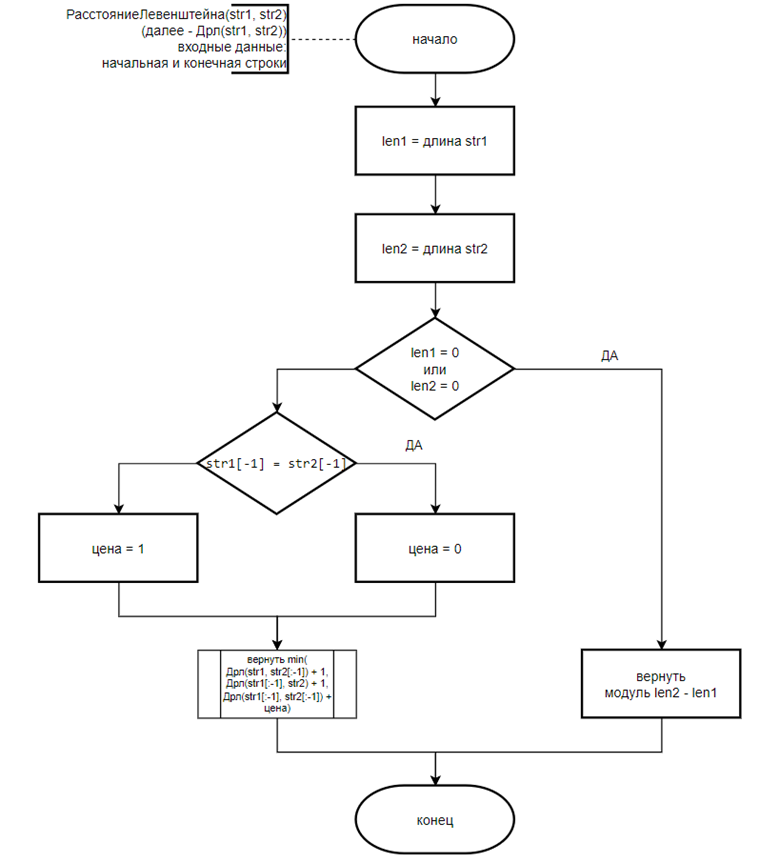 РасстояниеЛевенштейна(str1, str2)
(далее - Дрл(str1, str2))
входные данные:
начальная и конечная строки
начало
len1 = длина str1
len2 = длина str2
len1 = 0
или
len2 = 0
ДА
str1[-1] = str2[-1]
ДА
цена = 1
цена = 0
вернуть min(
Дрл(str1, str2[:-1]) + 1,
Дрл(str1[:-1], str2) + 1,
Дрл(str1[:-1], str2[:-1]) +
цена)
вернуть
модуль len2 - len1
конец